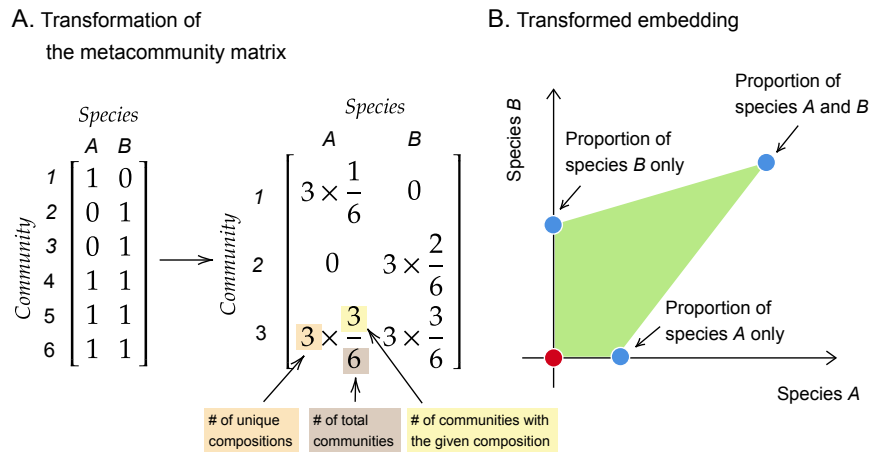 A. Transformation of
the metacommunity matrix
Species
A B
Community
1 1 0
2 0 1
3 0 1
4 1 1
5 1 1
6 1 1
Species
A B
Community
1 3 × 1/6 0
2 0 3 × 2/6
3 3 × 3/6 3 × 3/6
# of unique
compositions
# of total
communities
# of communities with
the given composition
B. Transformed embedding
Species B
Proportion of
species B only
Proportion of
species A and B
Proportion of
species A only
Species A